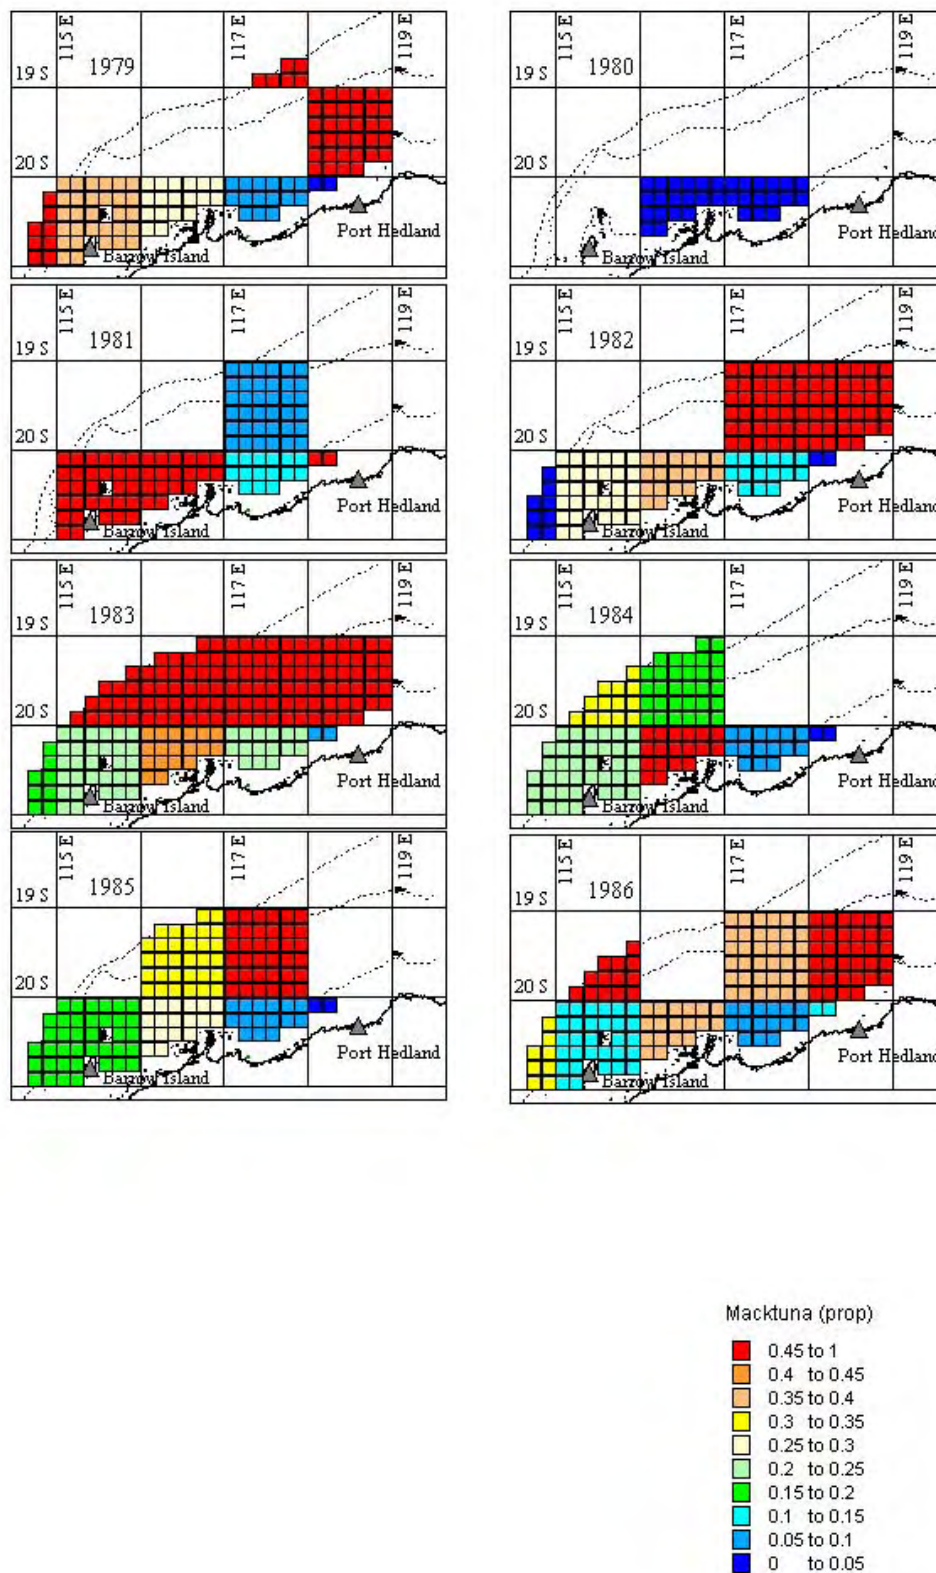 115 E
117 E
119 E
1979
19 S
20 S
Port Hedland
Barrow Island
115 E
117 E
119 E
1980
19 S
20 S
Port Hedland
Barrow Island
115 E
117 E
119 E
1981
19 S
20 S
Port Hedland
Barrow Island
115 E
117 E
119 E
1982
19 S
20 S
Port Hedland
Barrow Island
115 E
117 E
119 E
1983
19 S
20 S
Port Hedland
Barrow Island
115 E
117 E
119 E
1984
19 S
20 S
Port Hedland
Barrow Island
115 E
117 E
119 E
1985
19 S
20 S
Port Hedland
Barrow Island
115 E
117 E
119 E
1986
19 S
20 S
Port Hedland
Barrow Island
Macktuna (prop)
0.45 to 1
0.4 to 0.45
0.35 to 0.4
0.3 to 0.35
0.25 to 0.3
0.2 to 0.25
0.15 to 0.2
0.1 to 0.15
0.05 to 0.1
0 to 0.05